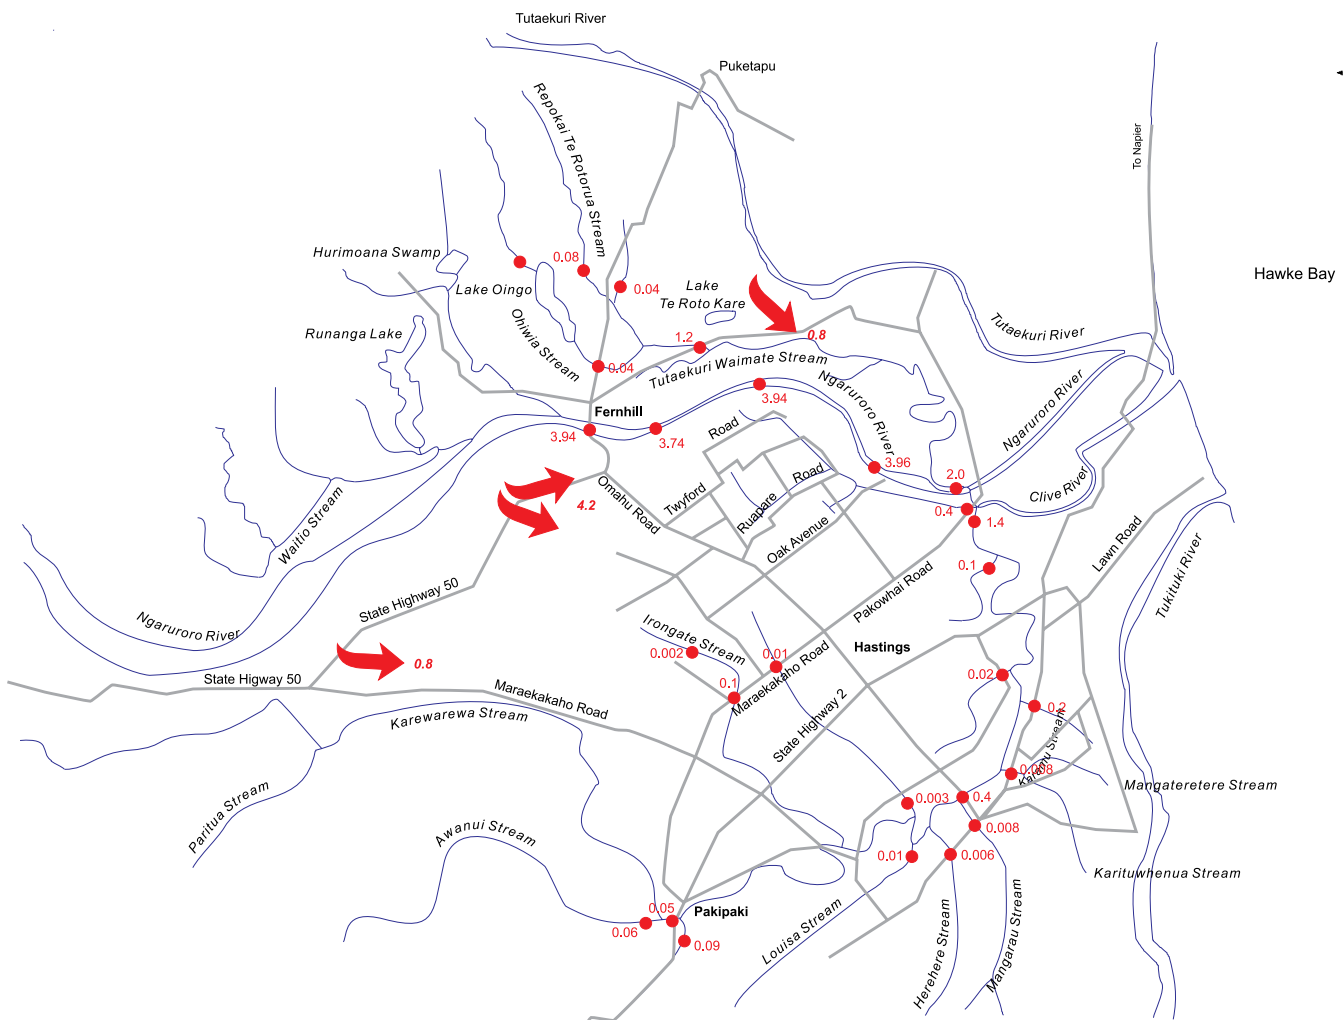 Tutaekuri River
Puketapu
To Napier
Repokai Te Rotorua Stream
Hurimoana Swamp
0.08
Hawke Bay
Lake Oingo
0.04
Lake
Te Roto Kare
Runanga Lake
Ohiwia Stream
1.2
0.8
Tutaekuri River
0.04
Tutaekuri Waimate Stream
Ngaruroro River
Ngaruroro River
3.94
Fernhill
3.94
3.74
Road
3.96
Road
2.0
Clive River
Omahu Road
Twyford
Ruapare
4.2
0.4
1.4
Waitio Stream
Oak Avenue
Lawn Road
0.1
Tukituki River
State Highway 50
Pakowhai Road
Ngaruroro River
Irongate Stream
0.002
0.01
Hastings
0.8
State Higway 50
0.1
Maraekakaho Road
0.02
Maraekakaho Road
Karewarewa Stream
State Highway 2
0.2
Karamu Stream
0.008
Mangateretere Stream
Paritua Stream
0.003
0.4
0.008
Awanui Stream
0.01
0.006
Karituwhenua Stream
0.05
Pakipaki
0.06
0.09
Louisa Stream
Herehere Stream
Mangarau Stream